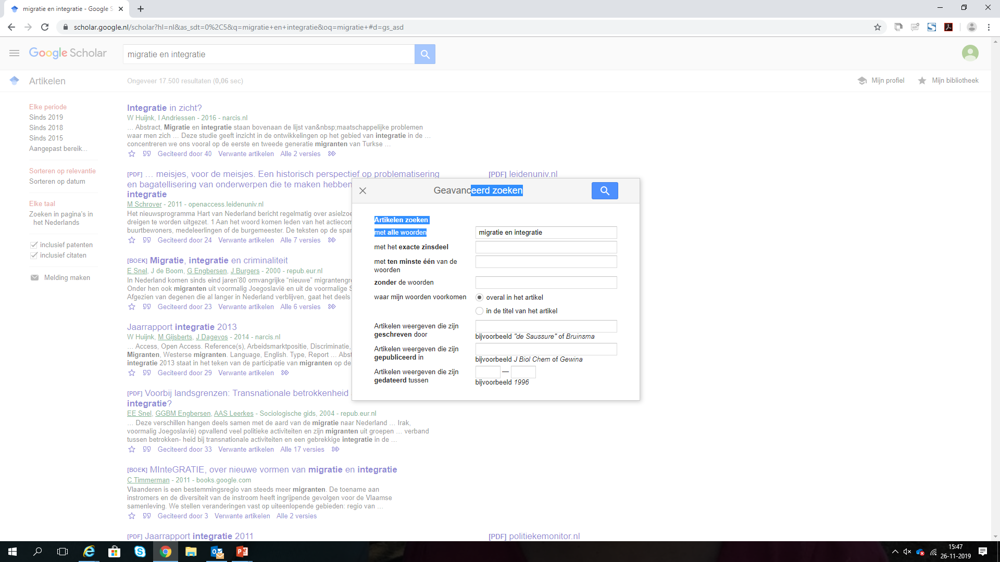 migratie en integratie - Google S
scholar.google.nl/scholar?hl=nl&as_sdt=0%2C5&q=migratie+en+integratie&oq=migratie+#d=gs_asd
Google Scholar
migratie en integratie
Artikelen
Ongeveer 17.500 resultaten (0,06 sec)
Mijn profiel
Mijn bibliotheek
Elke periode
Sinds 2019
Sinds 2018
Sinds 2015
Aangepast bereik...
Sorteren op relevantie
Sorteren op datum
Elke taal
Zoeken in pagina's in
het Nederlands
inclusief patenten
inclusief citaten
Melding maken
Integratie in zicht?
W Huijnk, I Andriessen - 2016 - narcis.nl
… Abstract, Migratie en integratie staan bovenaan de lijst van&nbsp;maatschappelijke problemen
waar men zich … Deze studie geeft inzicht in de ontwikkelingen op het gebied van integratie in de …
concentreren we ons vooral op de eerste en tweede generatie migranten van Turkse …
Geciteerd door 40 Verwante artikelen Alle 2 versies
[PDF] … meisjes, voor de meisjes. Een historisch perspectief op problematisering
en bagatellisering van onderwerpen die te maken hebben
integratie
[PDF] leidenuniv.nl
M Schrover - 2011 - openaccess.leidenuniv.nl
Het nieuwsprogramma Hart van Nederland bericht regelmatig over asielzoe
dreigen te worden uitgezet. 1 Aan het woord komen leden van het actiecom
buurtbewoners, medeleerlingen of de burgemeester. De teksten op de span
Geciteerd door 24 Verwante artikelen Alle 7 versies
[BOEK] Migratie, integratie en criminaliteit
E Snel, J de Boom, G Engbersen, J Burgers - 2000 - repub.eur.nl
In Nederland komen sinds eind jaren'80 omvangrijke “nieuwe” migrantengro
Onder hen ook migranten uit voormalig Joegoslavië en uit de voormalige S
Afgezien van degenen die al langer in Nederland verblijven, gaat het deels
Geciteerd door 23 Verwante artikelen Alle 6 versies
Jaarrapport integratie 2013
W Huijnk, M Gijsberts, J Dagevos - 2014 - narcis.nl
… Access, Open Access. Reference(s), Arbeidsmarktpositie, Discriminatie,
Migranten, Westerse migranten. Language, English. Type, Report … Abst
integratie 2013 staat in het teken van de participatie van migranten op de
Geciteerd door 29 Verwante artikelen
[PDF] Voorbij landsgrenzen: Transnationale betrokkenheid
integratie?
EE Snel, GGBM Engbersen, AAS Leerkes - Sociologische gids, 2004 - repub.eur.nl
… Deze verschillen hangen deels samen met de aard van de migratie naar Nederland … Irak,
voormalig Joegoslavië) opvallend veel politieke activiteiten en zijn migranten uit groepen … verband
tussen betrokken- heid bij transnationale activiteiten en een gebrekkige integratie in de …
Geciteerd door 33 Verwante artikelen Alle 17 versies
[BOEK] MInteGRATIE, over nieuwe vormen van migratie en integratie
C Timmerman - 2011 - books.google.com
Vlaanderen is een bestemmingsregio van steeds meer migranten. De toename aan
instromers en de diversiteit van de instroom heeft ingrijpende gevolgen voor de Vlaamse
samenleving. We stellen veranderingen vast op uiteenlopende gebieden: regio van …
Geciteerd door 3 Verwante artikelen Alle 2 versies
[PDF] Jaarrapport integratie 2011
[PDF] politiekemonitor.nl
Geavanceerd zoeken
Artikelen zoeken
met alle woorden
migratie en integratie
met het exacte zinsdeel
met ten minste één van de
woorden
zonder de woorden
waar mijn woorden voorkomen
overal in het artikel
in de titel van het artikel
Artikelen weergeven die zijn
geschreven door
bijvoorbeeld "de Saussure" of Bruinsma
Artikelen weergeven die zijn
gepubliceerd in
bijvoorbeeld J Biol Chem of Gewina
Artikelen weergeven die zijn
gedateerd tussen
—
bijvoorbeeld 1996
15:47
26-11-2019